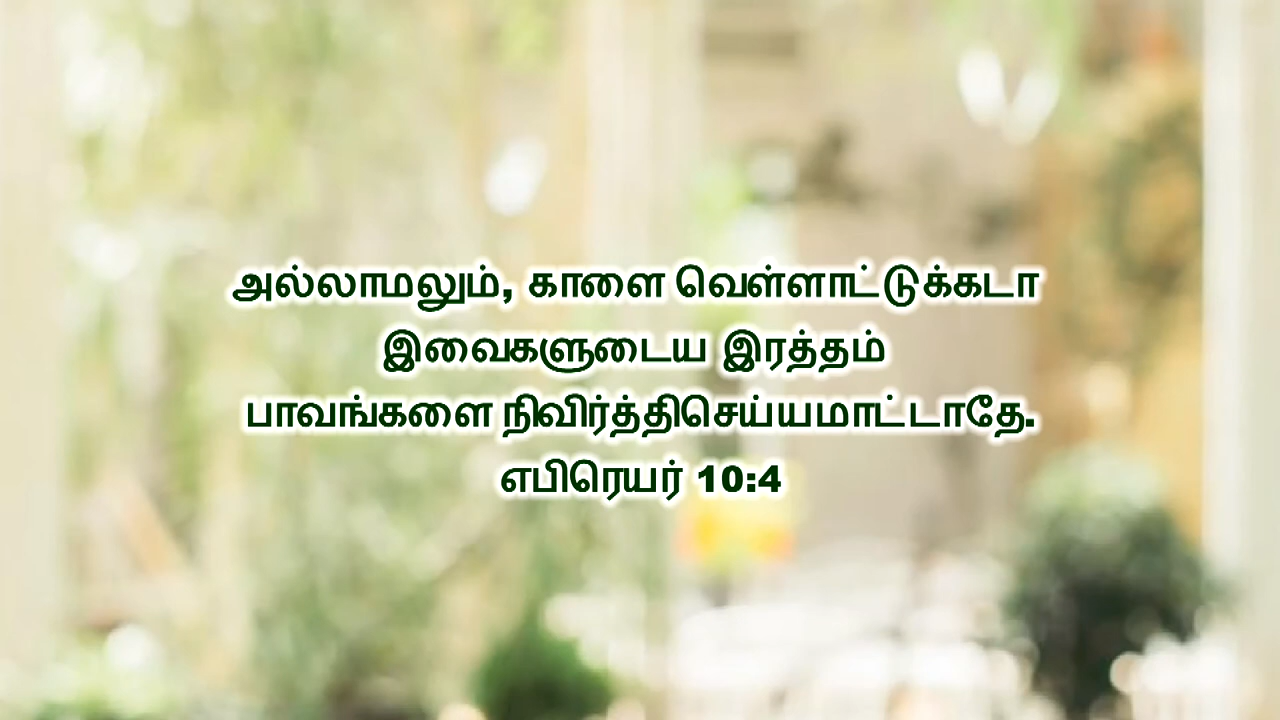 அல்லாமலும், காளை வெள்ளாட்டுக்கடா
இவைகளுடைய இரத்தம்
பாவங்களை நிவிர்த்திசெய்யமாட்டாதே.
எபிரெயர் 10:4